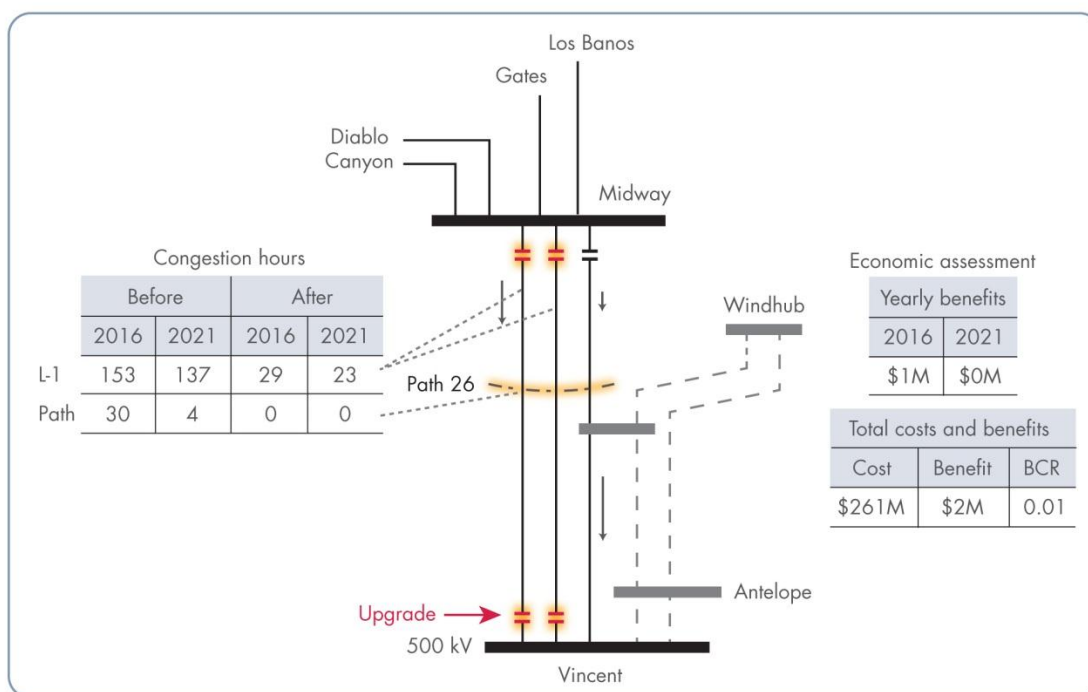 Los Banos
Gates
Diablo
Canyon
Midway
Congestion hours
Before After
2016 2021 2016 2021
L-1 153 137 29 23
Path 30 4 0 0
Path 26
Windhub
Economic assessment
Yearly benefits
2016 2021
$1M $0M
Total costs and benefits
Cost Benefit BCR
$261M $2M 0.01
Antelope
Upgrade
500 kV
Vincent